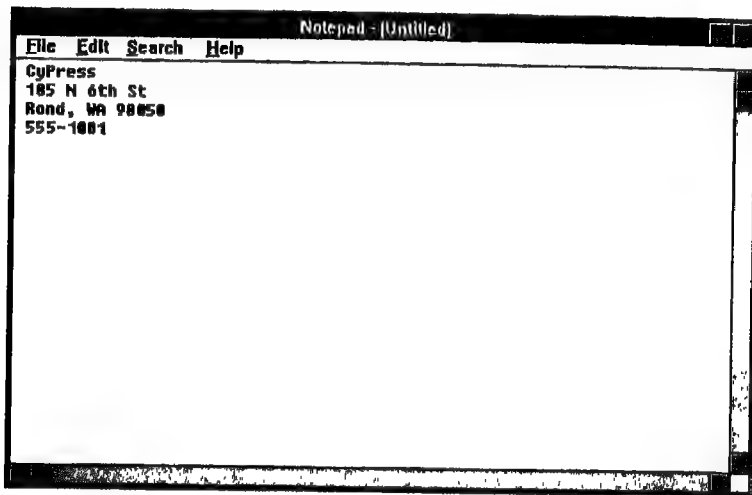 Notepad - [Untitled]
File Edit Search Help
CyPress
105 N 6th St
Rond, WA 98050
555-1001